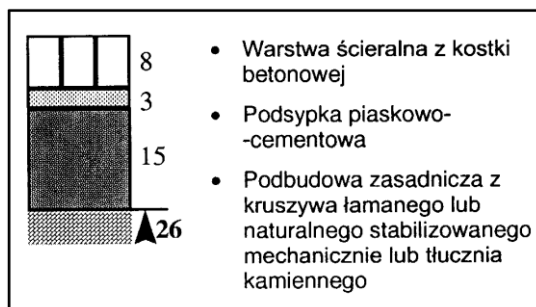 8
3
15
26
• Warstwa ścieralna z kostki
betonowej
• Podsypka piaskowo-
-cementowa
• Podbudowa zasadnicza z
kruszywa łamanego lub
naturalnego stabilizowanego
mechanicznie lub tłucznia
kamiennego